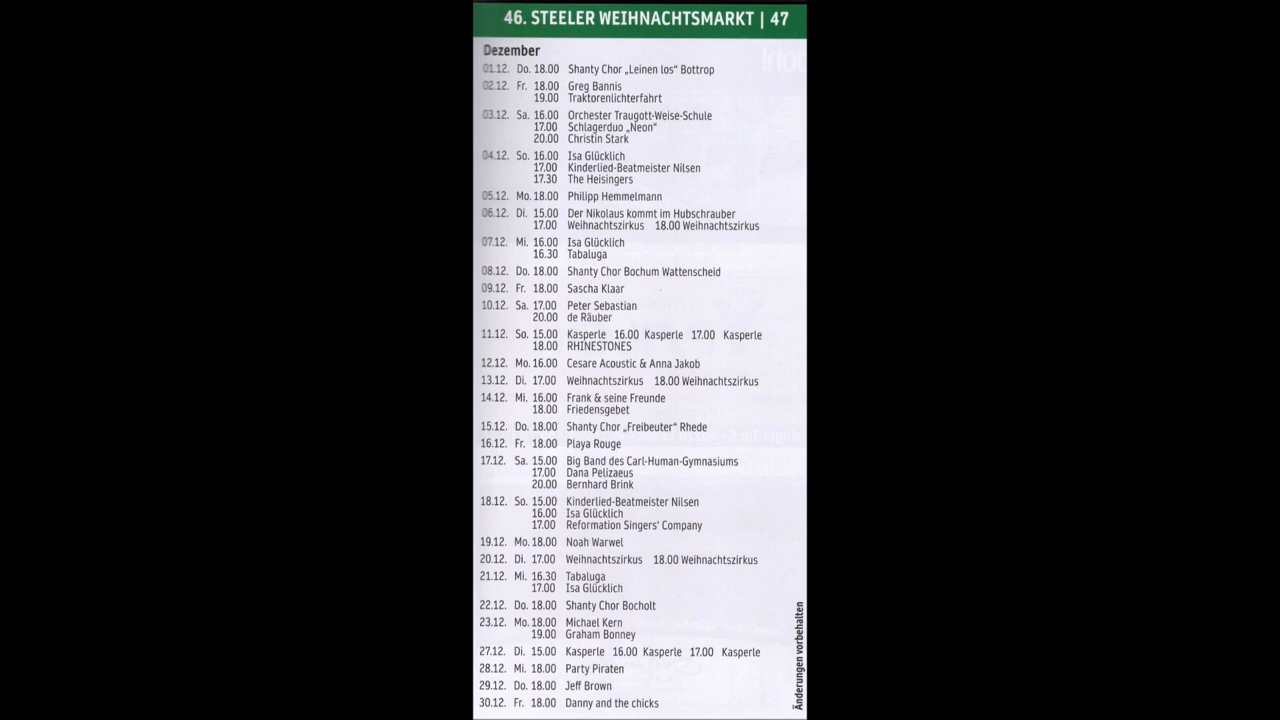 46. STEELER WEIHNACHTSMARKT | 47
Dezember
01.12. Do. 18.00 Shanty Chor „Leinen los“ Bottrop
02.12. Fr. 18.00 Greg Bannis
19.00 Traktorenlichterfahrt
03.12. Sa. 16.00 Orchester Traugott-Weise-Schule
17.00 Schlagerduo „Neon“
20.00 Christin Stark
04.12. So. 16.00 Isa Glücklich
17.00 Kinderlied-Beatmeister Nilsen
17.30 The Heisingers
05.12. Mo. 18.00 Philipp Hemmelmann
06.12. Di. 15.00 Der Nikolaus kommt im Hubschrauber
17.00 Weihnachtszirkus 18.00 Weihnachtszirkus
07.12. Mi. 16.00 Isa Glücklich
16.30 Tabaluga
08.12. Do. 18.00 Shanty Chor Bochum Wattenscheid
09.12. Fr. 18.00 Sascha Klaar
10.12. Sa. 17.00 Peter Sebastian
20.00 de Räuber
11.12. So. 15.00 Kasperle 16.00 Kasperle 17.00 Kasperle
18.00 RHINESTONES
12.12. Mo. 16.00 Cesare Acoustic & Anna Jakob
13.12. Di. 17.00 Weihnachtszirkus 18.00 Weihnachtszirkus
14.12. Mi. 16.00 Frank & seine Freunde
18.00 Friedensgebet
15.12. Do. 18.00 Shanty Chor „Freibeuter“ Rhede
16.12. Fr. 18.00 Playa Rouge
17.12. Sa. 15.00 Big Band des Carl-Human-Gymnasiums
17.00 Dana Pelizaeus
20.00 Bernhard Brink
18.12. So. 15.00 Kinderlied-Beatmeister Nilsen
16.00 Isa Glücklich
17.00 Reformation Singers' Company
19.12. Mo. 18.00 Noah Warwel
20.12. Di. 17.00 Weihnachtszirkus 18.00 Weihnachtszirkus
21.12. Mi. 16.30 Tabaluga
17.00 Isa Glücklich
22.12. Do. 18.00 Shanty Chor Bocholt
23.12. Mo. 18.00 Michael Kern
19.00 Graham Bonney
27.12. Di. 15.00 Kasperle 16.00 Kasperle 17.00 Kasperle
28.12. Mi. 18.00 Party Piraten
29.12. Do. 18.00 Jeff Brown
30.12. Fr. 18.00 Danny and the chicks
Änderungen vorbehalten